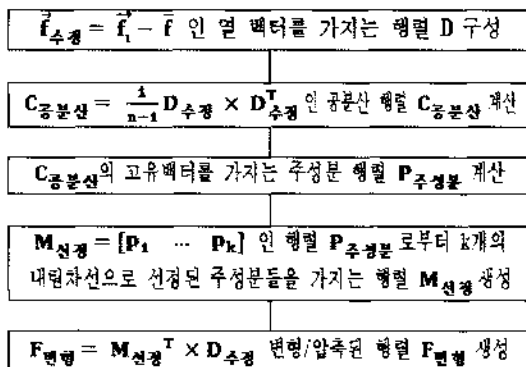 f⃗수정 = f⃗i − f̄ 인 열 벡터를 가지는 행렬 D 구성
C공분산 = 1/n-1 D수정 × D수정^T 인 공분산 행렬 C공분산 계산
C공분산의 고유벡터를 가지는 주성분 행렬 P주성분 계산
M선정 = [p1 ... pk] 인 행렬 P주성분로부터 k개의
내림차선으로 선정된 주성분들을 가지는 행렬 M선정 생성
F변형 = M선정^T × D수정 변형/압축된 행렬 F변형 생성